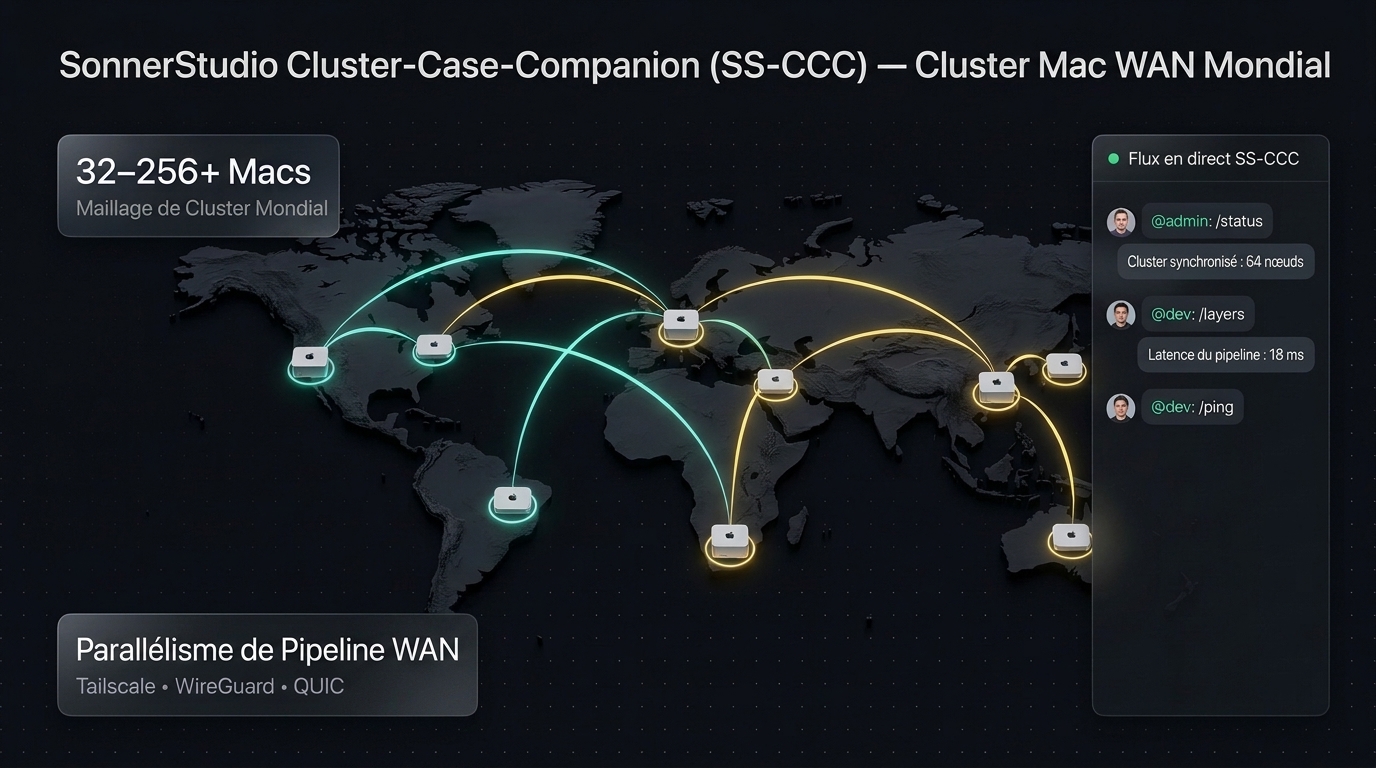 SonnerStudio Cluster-Case-Companion (SS-CCC) — Cluster Mac WAN Mondial
32–256+ Macs
Maillage de Cluster Mondial
Flux en direct SS-CCC
@admin: /status
Cluster synchronisé : 64 nœuds
@dev: /layers
Latence du pipeline : 18 ms
@dev: /ping
Parallélisme de Pipeline WAN
Tailscale • WireGuard • QUIC